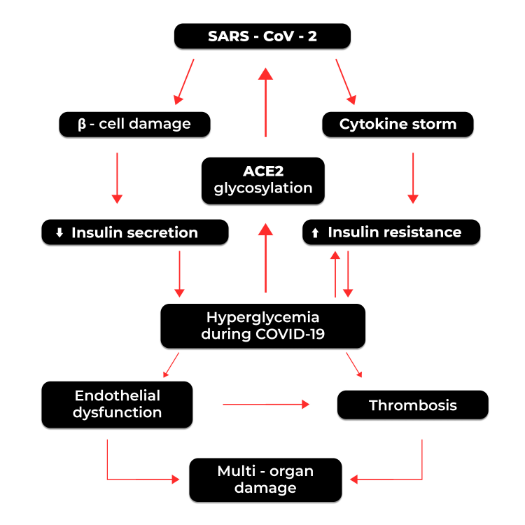 SARS - CoV - 2
β - cell damage
Cytokine storm
ACE2
glycosylation
⬇ Insulin secretion
⬆ Insulin resistance
Hyperglycemia
during COVID-19
Endothelial
dysfunction
Thrombosis
Multi - organ
damage